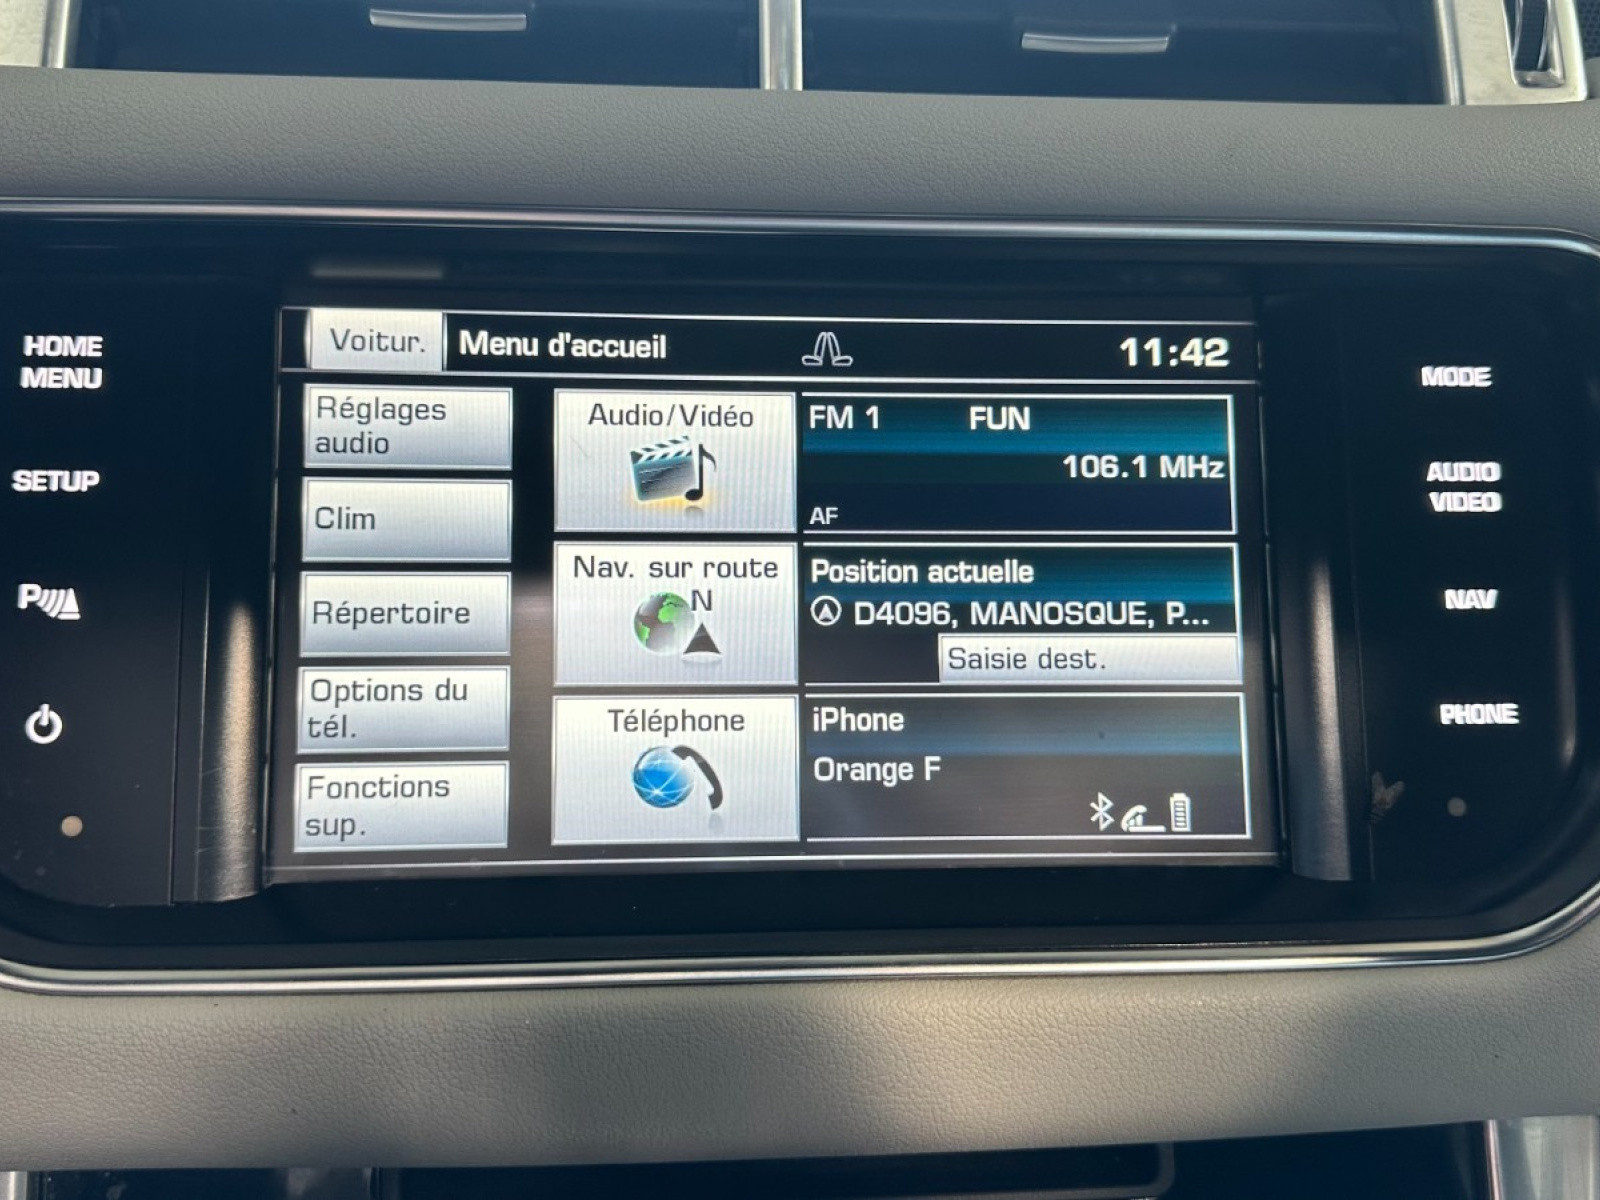 HOME
MENU
SETUP
P
Voitur.
Menu d'accueil
11:42
Réglages
audio
Clim
Répertoire
Options du
tél.
Fonctions
sup.
Audio/Vidéo
FM 1 FUN
106.1 MHz
AF
Nav. sur route
N
Position actuelle
D4096, MANOSQUE, P...
Saisie dest.
Téléphone
iPhone
Orange F
MODE
AUDIO
VIDEO
NAV
PHONE